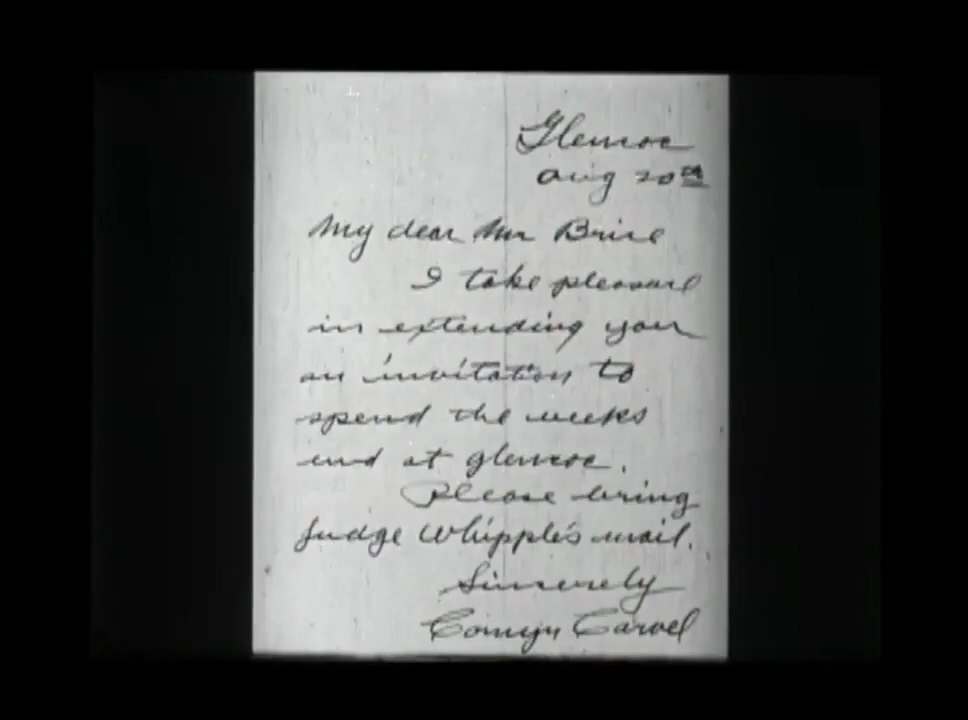 Glencoe
Aug 20th
My dear Mr Brice
I take pleasure
in extending you
an invitation to
spend the weeks
end at Glencoe.
Please bring
Judge Whipple's mail.
Sincerely
Comyn Carvel